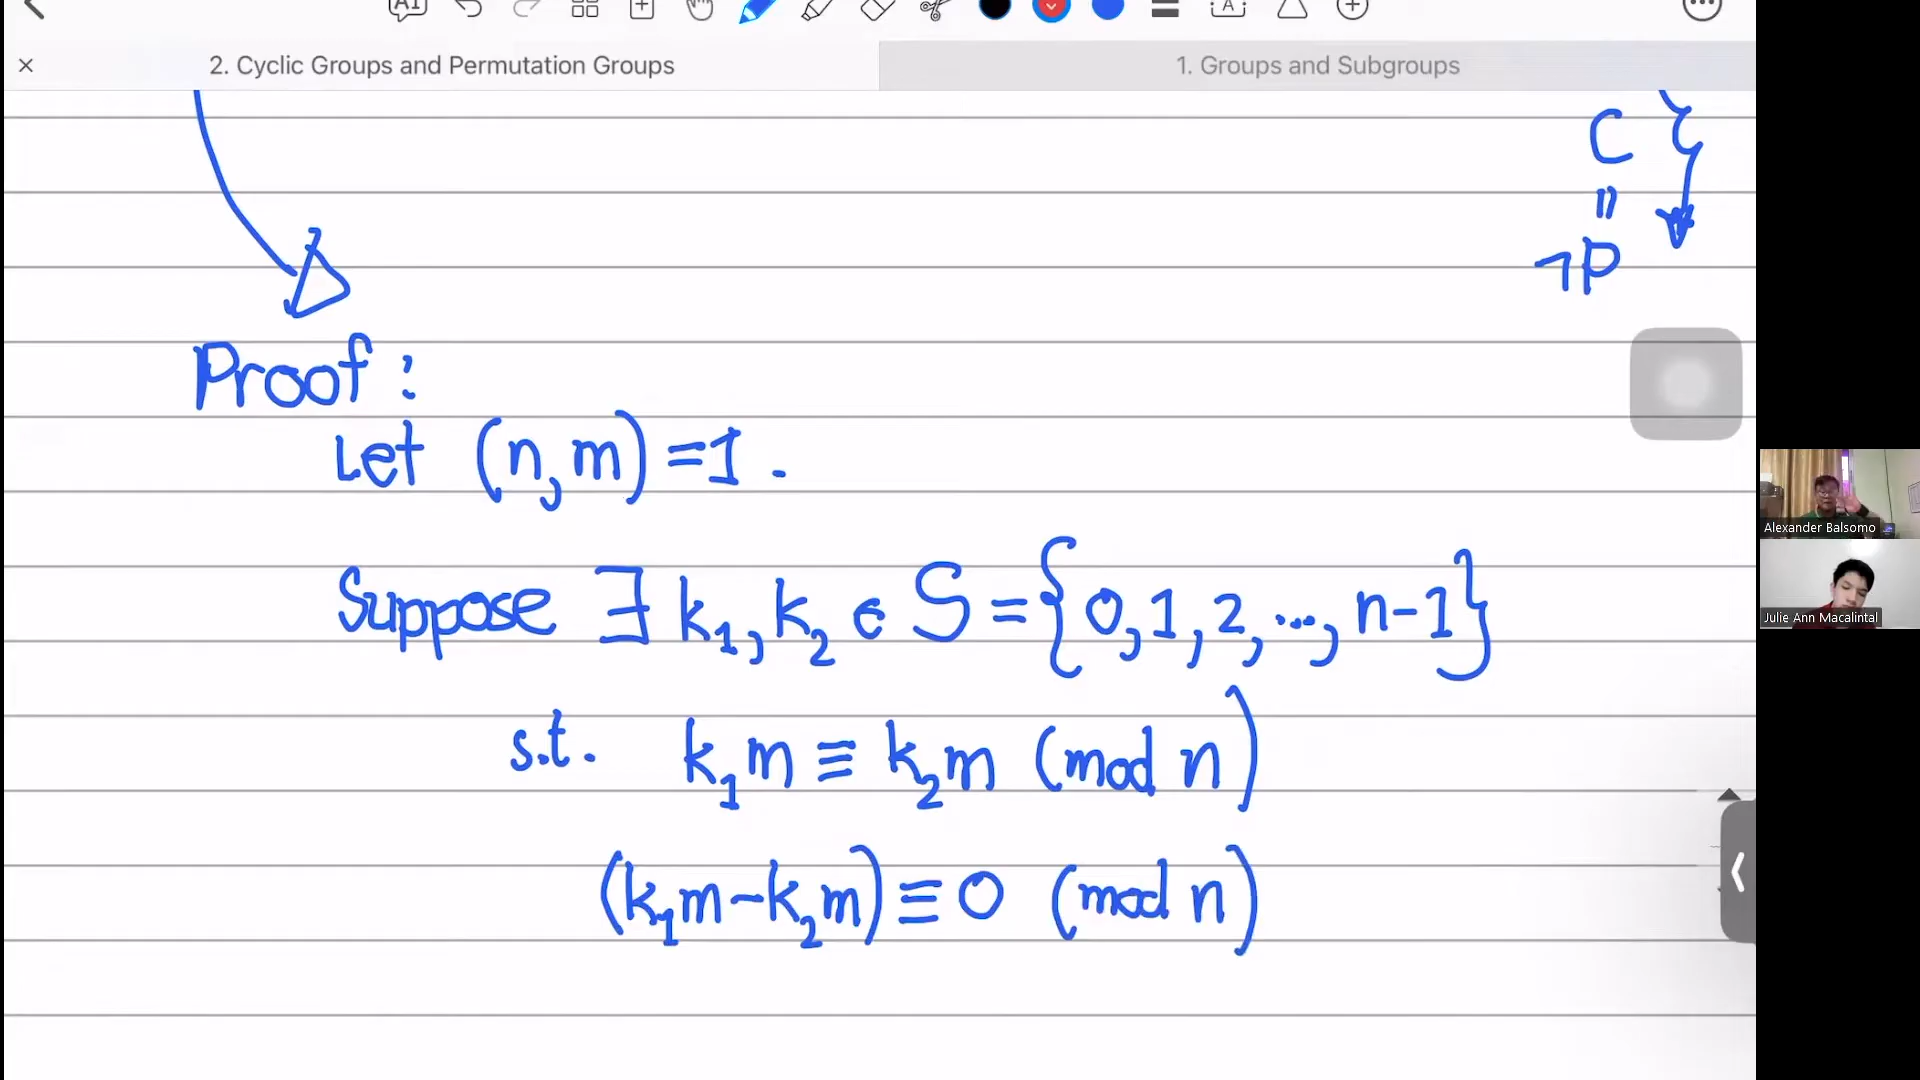 AI
A
2. Cyclic Groups and Permutation Groups
1. Groups and Subgroups
C
=
¬P
Proof:
Let (n,m)=1.
Suppose ∃ k₁,k₂ ∈ S={0,1,2,...,n-1}
s.t. k₁m ≡ k₂m (mod n)
(k₁m-k₂m)≡0 (mod n)
Alexander Balsomo
Julie Ann Macalintal